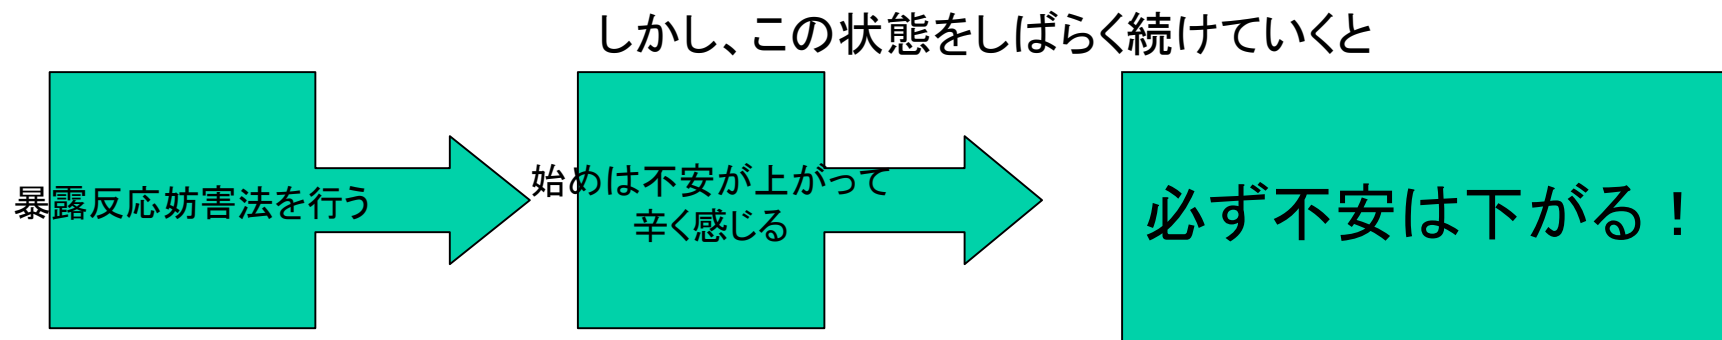 しかし、この状態をしばらく続けていくと
暴露反応妨害法を行う
始めは不安が上がって
辛く感じる
必ず不安は下がる！